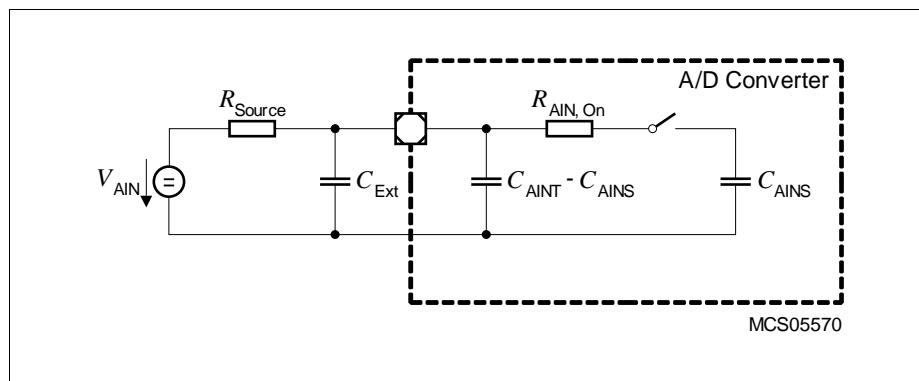 A/D Converter
RSource
RAIN, On
VAIN
=
CExt
CAINT - CAINS
CAINS
MCS05570